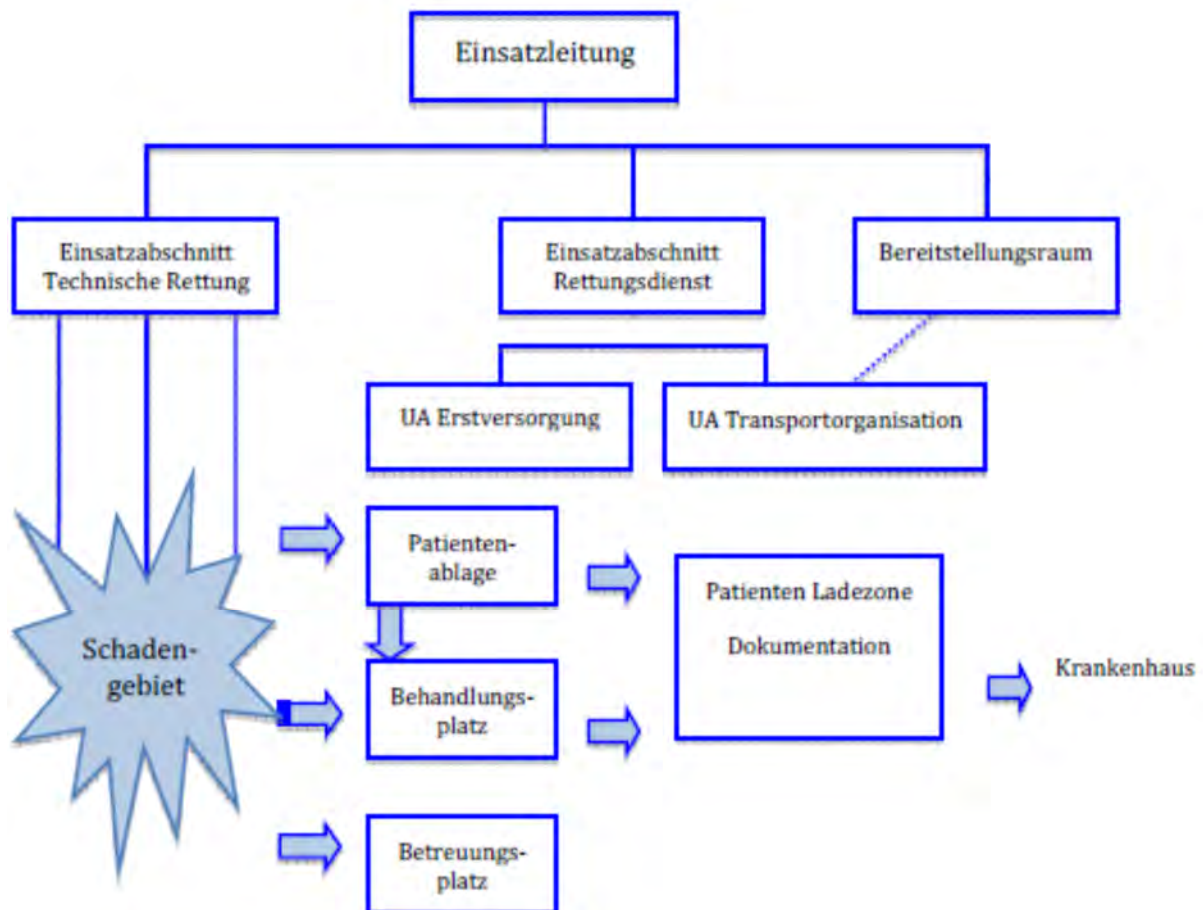 Einsatzleitung
Einsatzabschnitt
Technische Rettung
Einsatzabschnitt
Rettungsdienst
Bereitstellungsraum
UA Erstversorgung
UA Transportorganisation
Patienten-
ablage
Patienten Ladezone
Dokumentation
Schaden-
gebiet
Behandlungs-
platz
Krankenhaus
Betreuungs-
platz